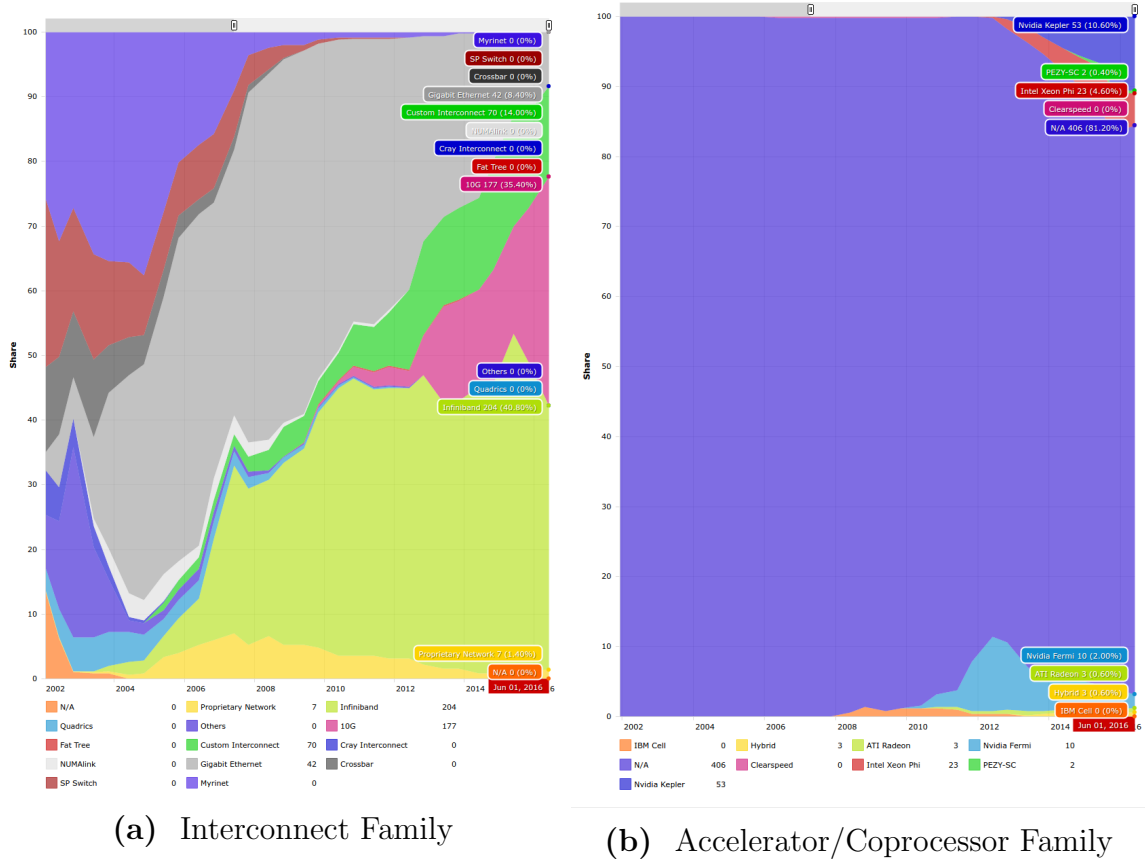 100
90
80
70
60
50
40
30
20
10
0
Share
Myrinet 0 (0%)
SP Switch 0 (0%)
Crossbar 0 (0%)
Gigabit Ethernet 42 (8.40%)
Custom Interconnect 70 (14.00%)
NUMAlink 0 (0%)
Cray Interconnect 0 (0%)
Fat Tree 0 (0%)
10G 177 (35.40%)
Others 0 (0%)
Quadrics 0 (0%)
Infiniband 204 (40.80%)
Proprietary Network 7 (1.40%)
N/A 0 (0%)
Jun 01, 2016
2002 2004 2006 2008 2010 2012 2014 6
N/A 0 Proprietary Network 7 Infiniband 204
Quadrics 0 Others 0 10G 177
Fat Tree 0 Custom Interconnect 70 Cray Interconnect 0
NUMAlink 0 Gigabit Ethernet 42 Crossbar 0
SP Switch 0 Myrinet 0
(a) Interconnect Family
100
90
80
70
60
50
40
30
20
10
0
Share
Nvidia Kepler 53 (10.60%)
PEZY-SC 2 (0.40%)
Intel Xeon Phi 23 (4.60%)
Clearspeed 0 (0%)
N/A 406 (81.20%)
Nvidia Fermi 10 (2.00%)
ATI Radeon 3 (0.60%)
Hybrid 3 (0.60%)
IBM Cell 0 (0%)
Jun 01, 2016
2002 2004 2006 2008 2010 2012 2014 16
IBM Cell 0 Hybrid 3 ATI Radeon 3 Nvidia Fermi 10
N/A 406 Clearspeed 0 Intel Xeon Phi 23 PEZY-SC 2
Nvidia Kepler 53
(b) Accelerator/Coprocessor Family